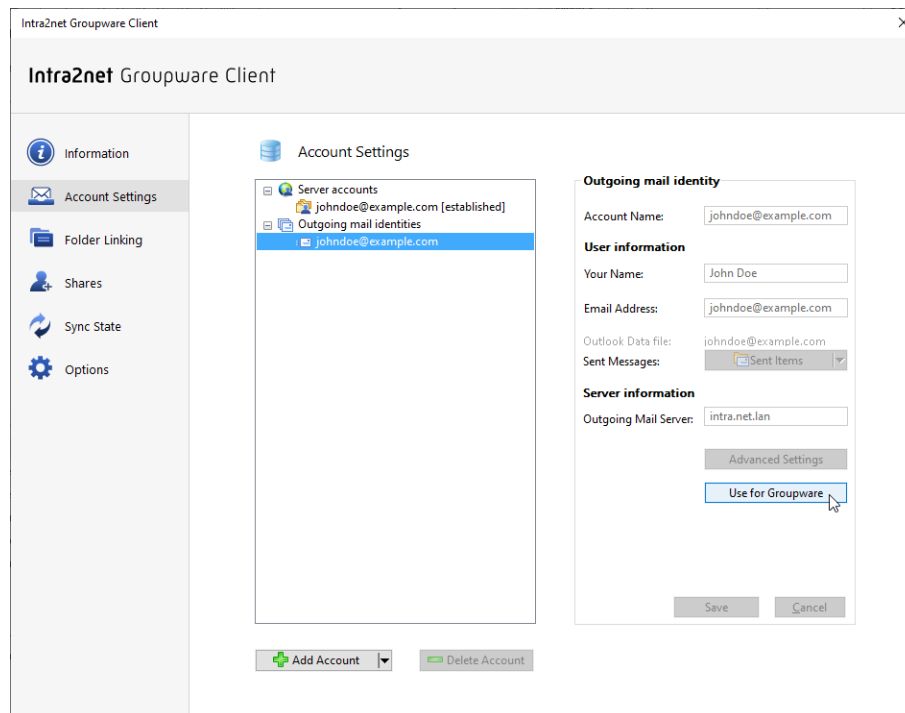 Intra2net Groupware Client
Intra2net Groupware Client
Information
Account Settings
Folder Linking
Shares
Sync State
Options
Account Settings
Server accounts
johndoe@example.com [established]
Outgoing mail identities
johndoe@example.com
Add Account
Delete Account
Outgoing mail identity
Account Name: johndoe@example.com
User information
Your Name: John Doe
Email Address: johndoe@example.com
Outlook Data file: johndoe@example.com
Sent Messages: Sent Items
Server information
Outgoing Mail Server: intra.net.lan
Advanced Settings
Use for Groupware
Save Cancel